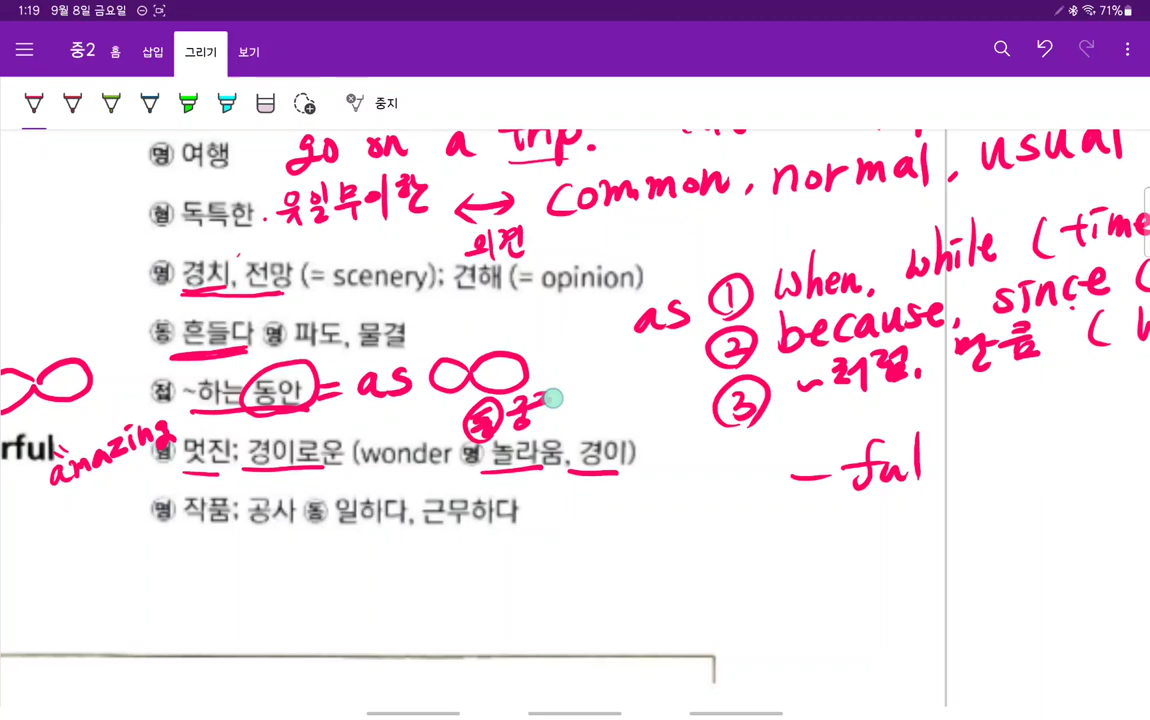 1:19 9월 8일 금요일 71%
중2 홈 삽입 그리기 보기
중지
명 여행 go on a trip.
형 독특한. 유일무이한 ↔ common, normal, usual
외견
명 경치, 전망 (= scenery); 견해 (= opinion)
as ① when, while (time
동 흔들다 명 파도, 물결
② because, since (
접 ~하는 동안 = as
③ ~처럼. 만큼 (
rful amazing 멋진; 경이로운 (wonder 명 놀라움, 경이)
동궁
-ful
명 작품; 공사 동 일하다, 근무하다